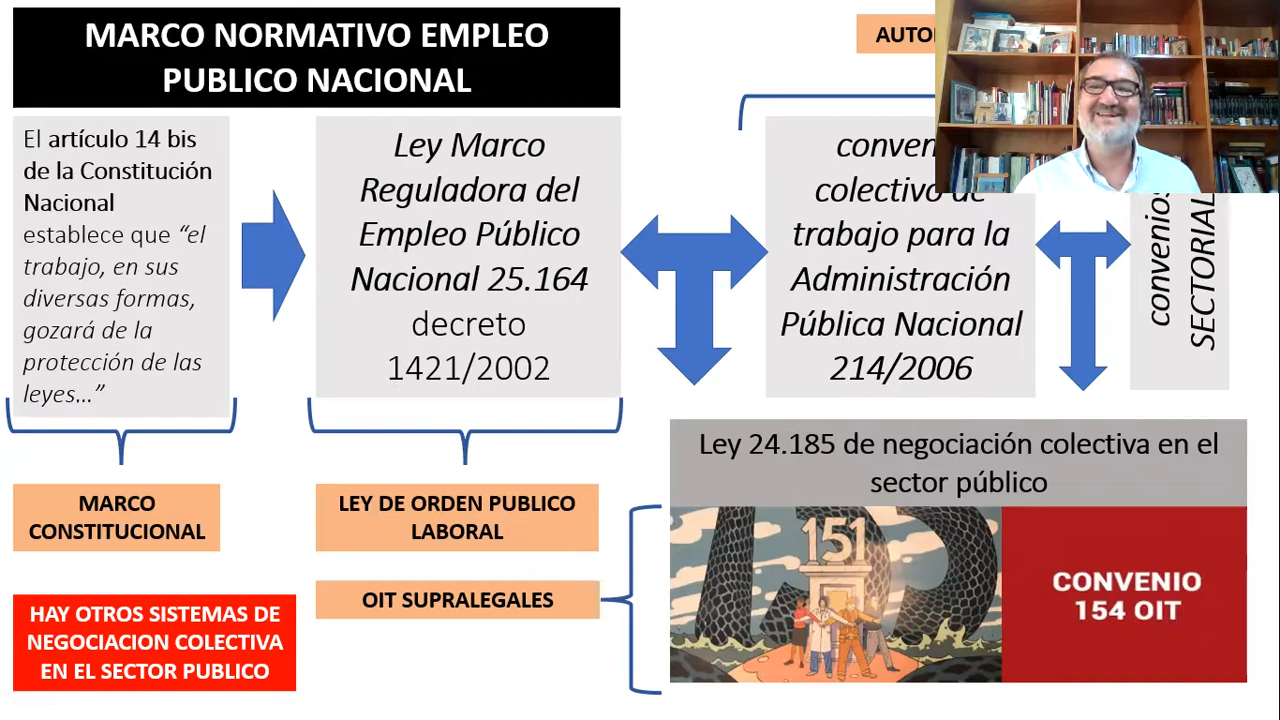 MARCO NORMATIVO EMPLEO
PUBLICO NACIONAL
El artículo 14 bis
de la Constitución
Nacional
establece que “el
trabajo, en sus
diversas formas,
gozará de la
protección de las
leyes...”
Ley Marco
Reguladora del
Empleo Público
Nacional 25.164
decreto
1421/2002
colectivo de
trabajo para la
Administración
Pública Nacional
214/2006
convenios
SECTORIAL
MARCO
CONSTITUCIONAL
LEY DE ORDEN PUBLICO
LABORAL
OIT SUPRALEGALES
HAY OTROS SISTEMAS DE
NEGOCIACION COLECTIVA
EN EL SECTOR PUBLICO
Ley 24.185 de negociación colectiva en el
sector público
151
CONVENIO
154 OIT